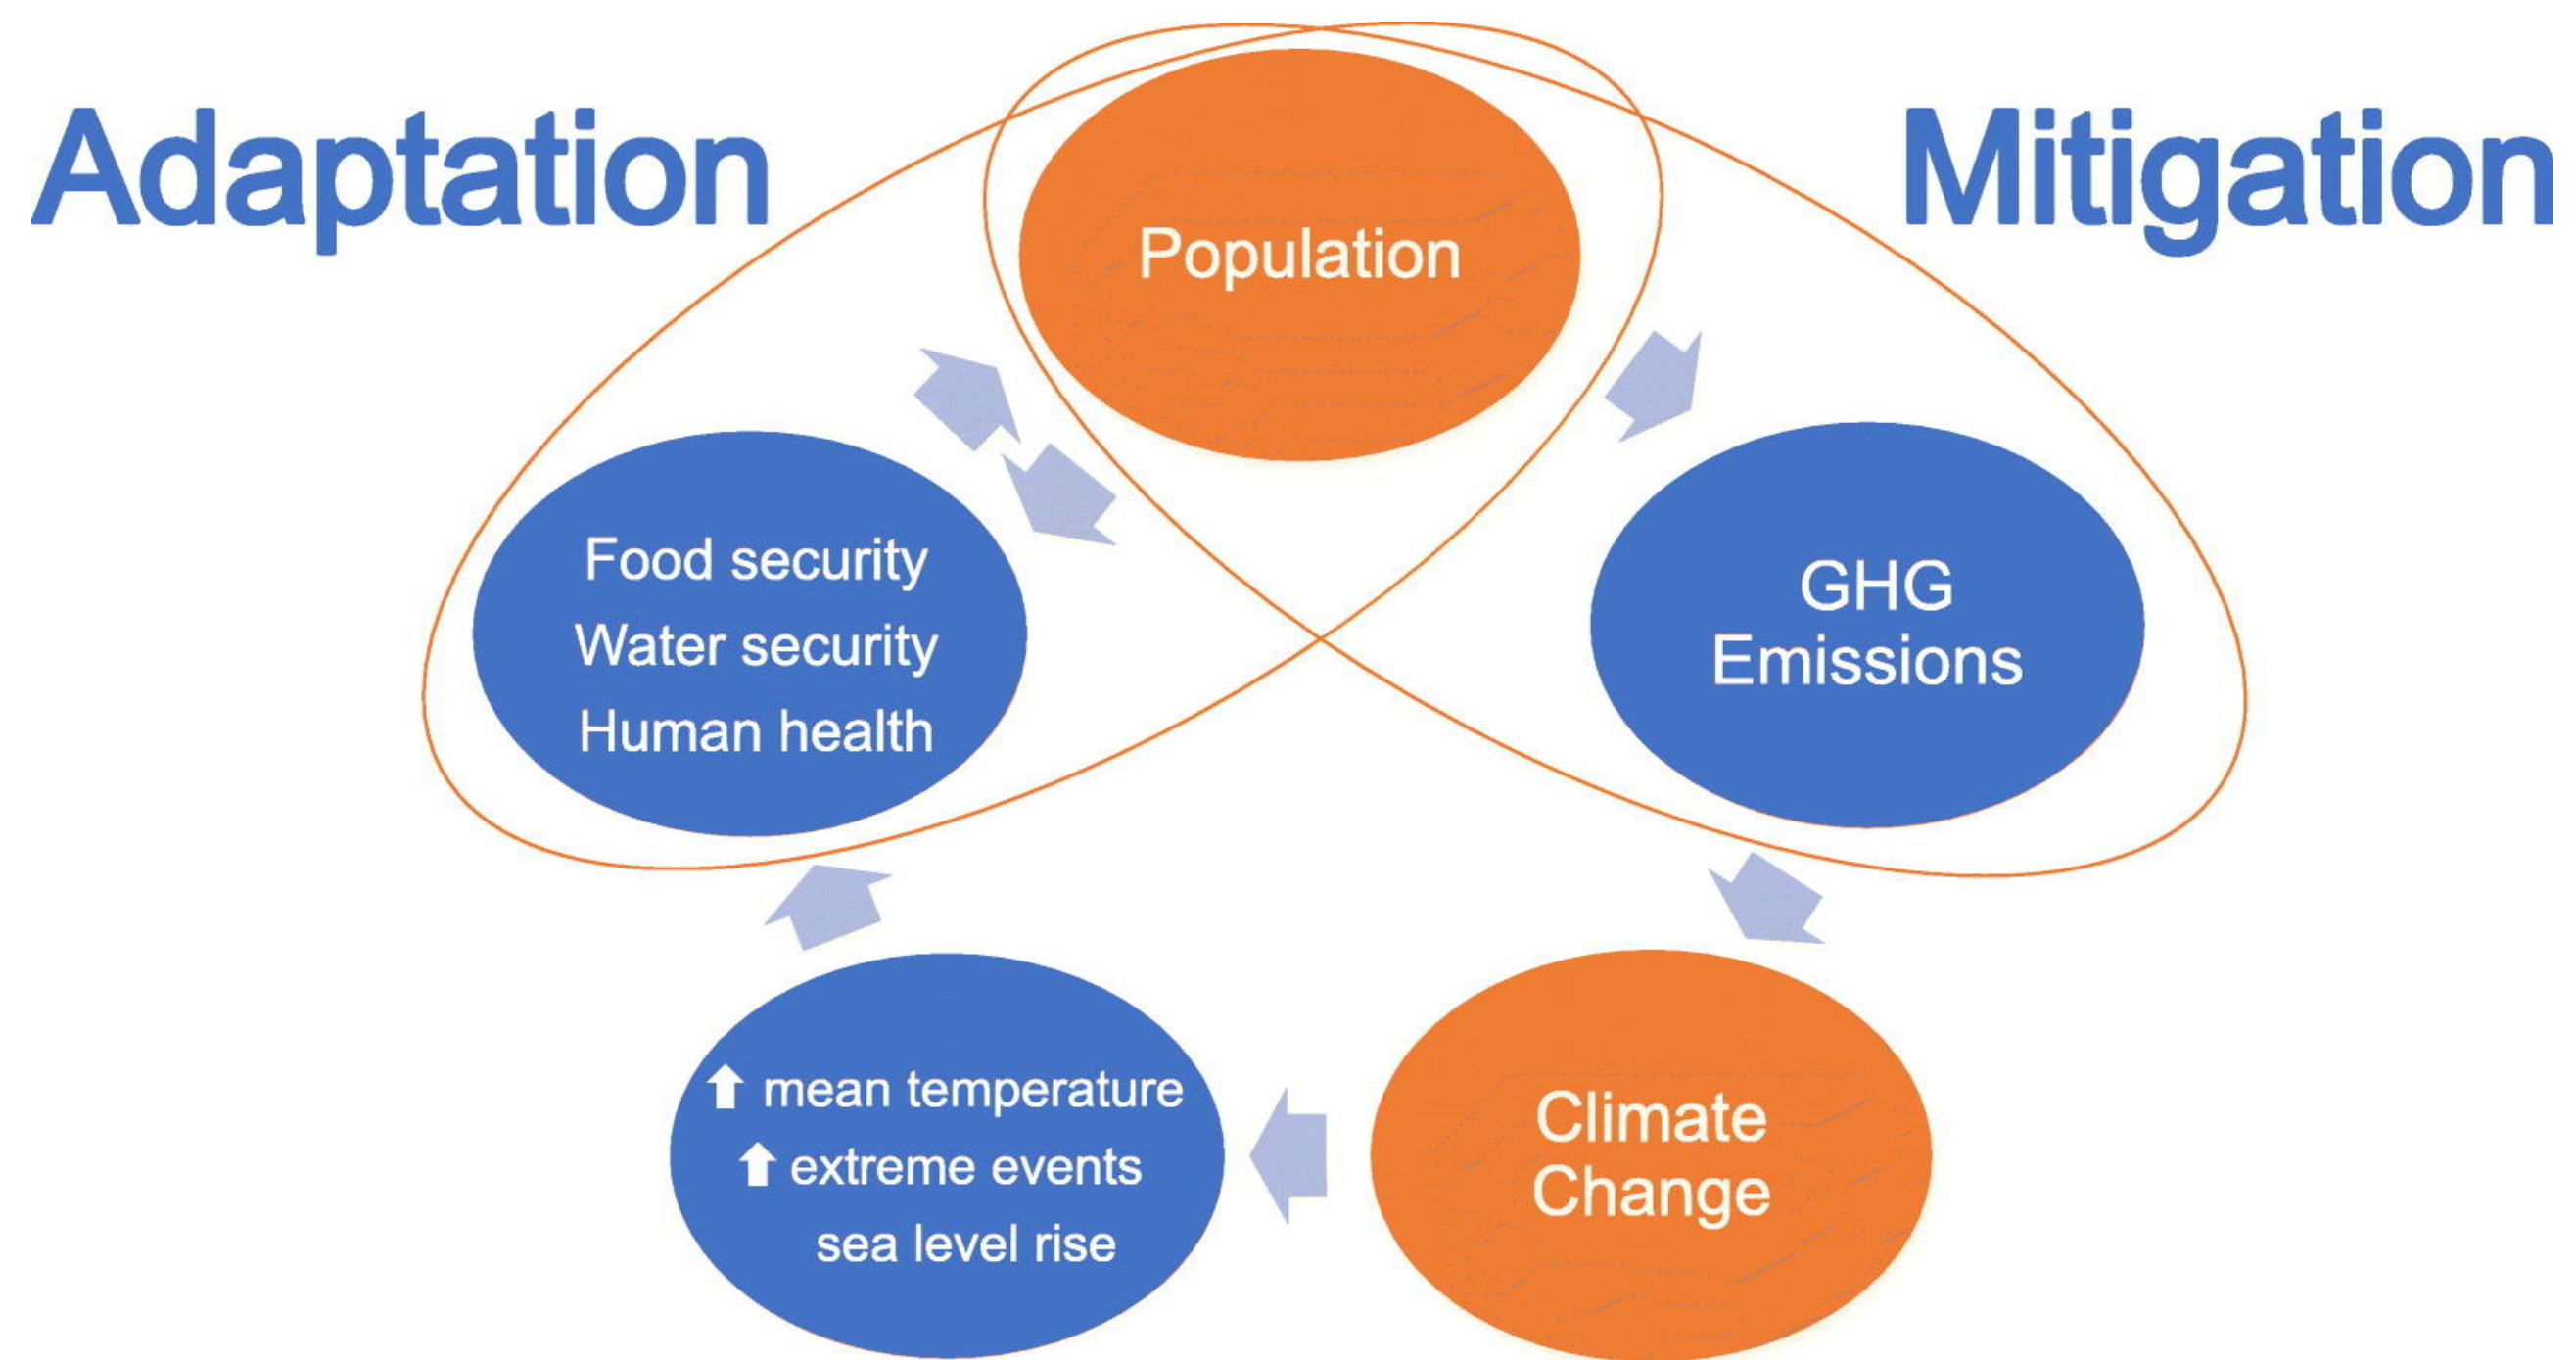 Adaptation
Mitigation
Population
Food security
Water security
Human health
GHG
Emissions
⬆ mean temperature
⬆ extreme events
sea level rise
Climate
Change